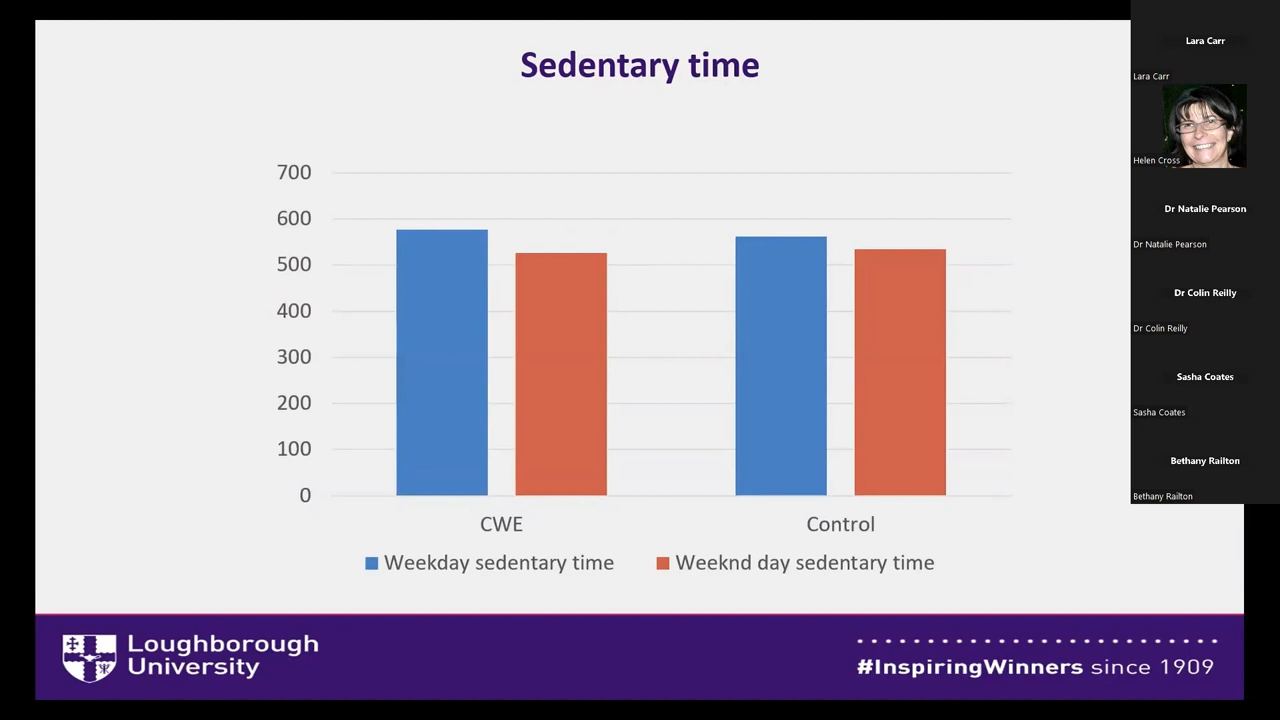 Sedentary time
700
600
500
400
300
200
100
0
CWE Control
Weekday sedentary time Weeknd day sedentary time
Loughborough
University
#InspiringWinners since 1909
Lara Carr
Lara Carr
Helen Cross
Dr Natalie Pearson
Dr Natalie Pearson
Dr Colin Reilly
Dr Colin Reilly
Sasha Coates
Sasha Coates
Bethany Railton
Bethany Railton